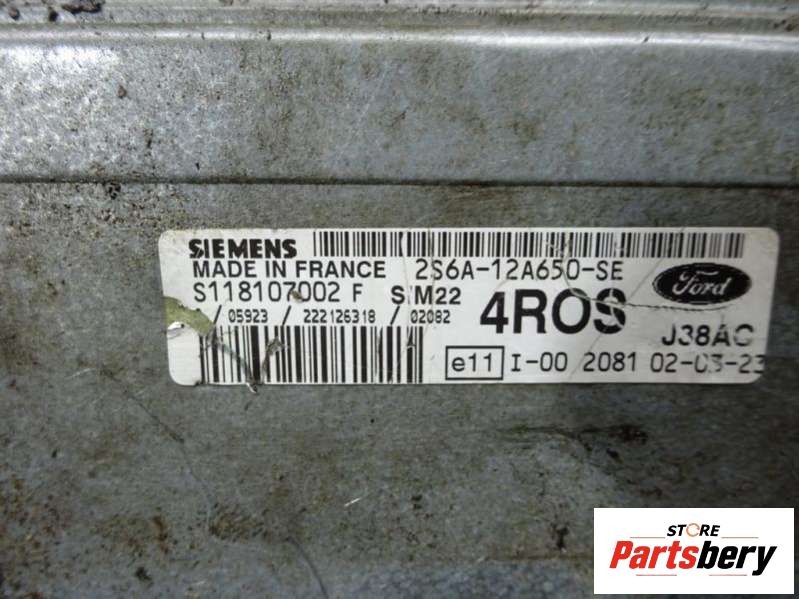 SIEMENS
MADE IN FRANCE 2S6A-12A650-SE
S118107002 F SIM22 4ROS Ford
/ 05923 / 222126318 / 02082
J38AC
e11 I-00 2081 02-03-23
STORE
Partsbery